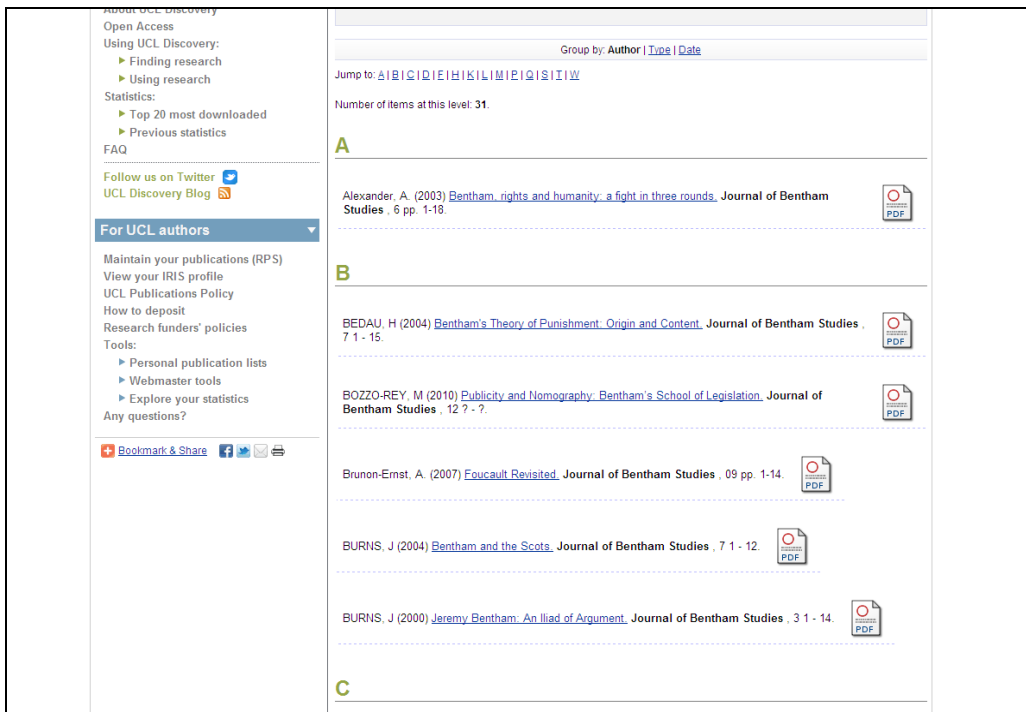 About UCL Discovery
Open Access
Using UCL Discovery:
Finding research
Using research
Statistics:
Top 20 most downloaded
Previous statistics
FAQ
Follow us on Twitter
UCL Discovery Blog
For UCL authors
Maintain your publications (RPS)
View your IRIS profile
UCL Publications Policy
How to deposit
Research funders' policies
Tools:
Personal publication lists
Webmaster tools
Explore your statistics
Any questions?
Bookmark & Share
Group by: Author | Type | Date
Jump to: A | B | C | D | F | H | K | L | M | P | Q | S | T | W
Number of items at this level: 31.
A
Alexander, A. (2003) Bentham, rights and humanity: a fight in three rounds. Journal of Bentham
Studies , 6 pp. 1-18.
PDF
B
BEDAU, H (2004) Bentham's Theory of Punishment: Origin and Content. Journal of Bentham Studies ,
7 1 - 15.
PDF
BOZZO-REY, M (2010) Publicity and Nomography: Bentham's School of Legislation. Journal of
Bentham Studies , 12 ? - ?.
PDF
Brunon-Ernst, A. (2007) Foucault Revisited. Journal of Bentham Studies , 09 pp. 1-14.
PDF
BURNS, J (2004) Bentham and the Scots. Journal of Bentham Studies , 7 1 - 12.
PDF
BURNS, J (2000) Jeremy Bentham: An Iliad of Argument. Journal of Bentham Studies , 3 1 - 14.
PDF
C